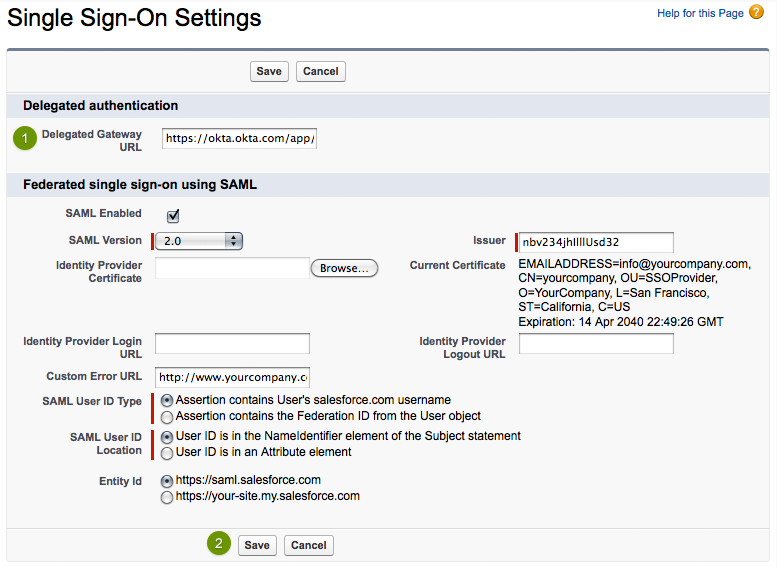 Single Sign-On Settings
Help for this Page ?
Save Cancel
Delegated authentication
1 Delegated Gateway URL https://okta.okta.com/app/
Federated single sign-on using SAML
SAML Enabled
SAML Version 2.0
Issuer nbv234jhIlllUsd32
Identity Provider Certificate Browse...
Current Certificate EMAILADDRESS=info@yourcompany.com,
CN=yourcompany, OU=SSOProvider,
O=YourCompany, L=San Francisco,
ST=California, C=US
Expiration: 14 Apr 2040 22:49:26 GMT
Identity Provider Login URL
Identity Provider Logout URL
Custom Error URL http://www.yourcompany.c
SAML User ID Type Assertion contains User's salesforce.com username
Assertion contains the Federation ID from the User object
SAML User ID Location User ID is in the NameIdentifier element of the Subject statement
User ID is in an Attribute element
Entity Id https://saml.salesforce.com
https://your-site.my.salesforce.com
2 Save Cancel